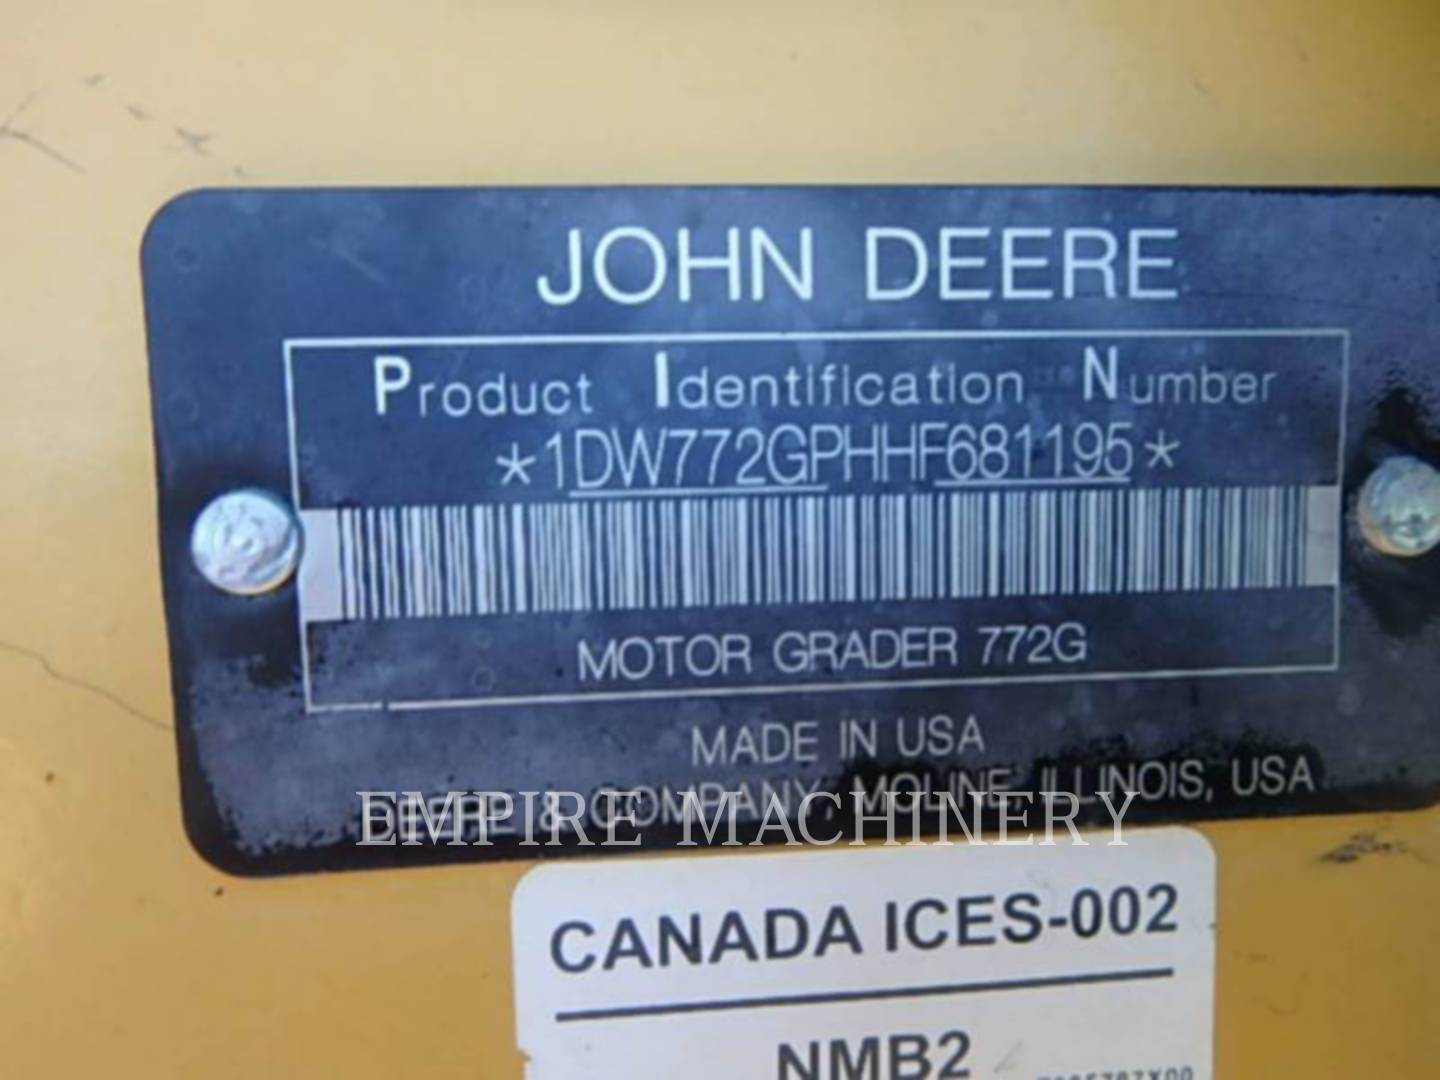 JOHN DEERE
Product Identification Number
*1DW772GPHHF681195*
MOTOR GRADER 772G
MADE IN USA
DEERE & COMPANY, MOLINE, ILLINOIS, USA
EMPIRE MACHINERY
CANADA ICES-002
NMB2